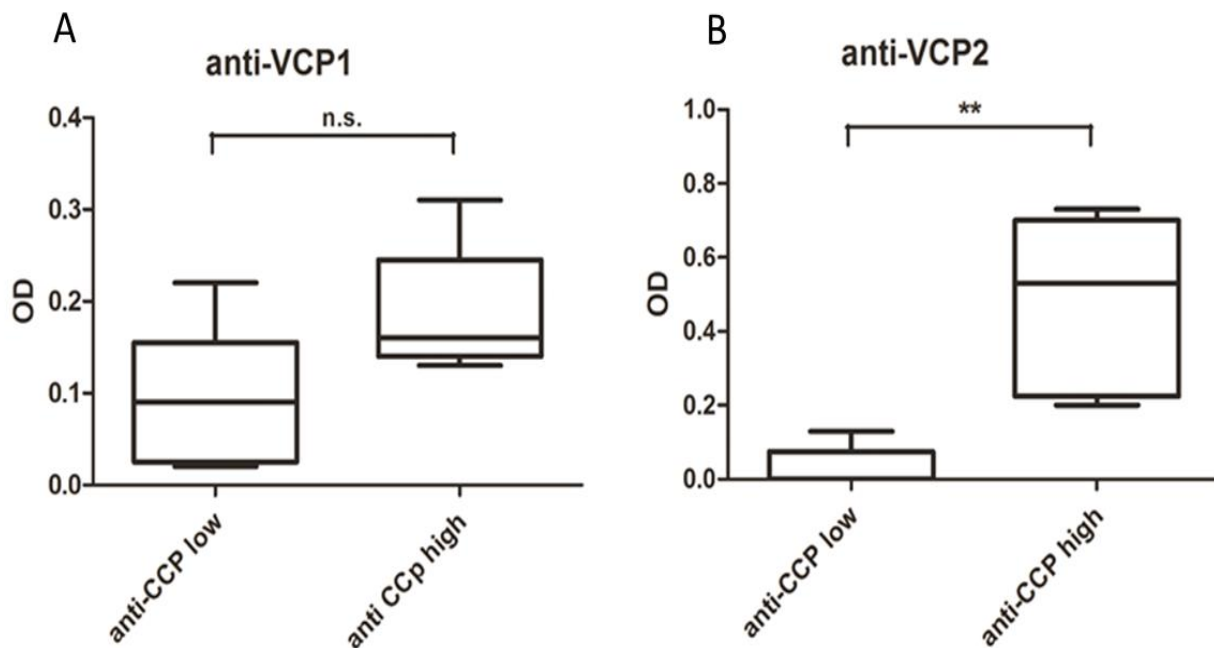 A
anti-VCP1
n.s.
0.4
0.3
0.2
0.1
0.0
OD
anti-CCP low
anti CCp high
B
anti-VCP2
**
1.0
0.8
0.6
0.4
0.2
0.0
OD
anti-CCP low
anti-CCP high